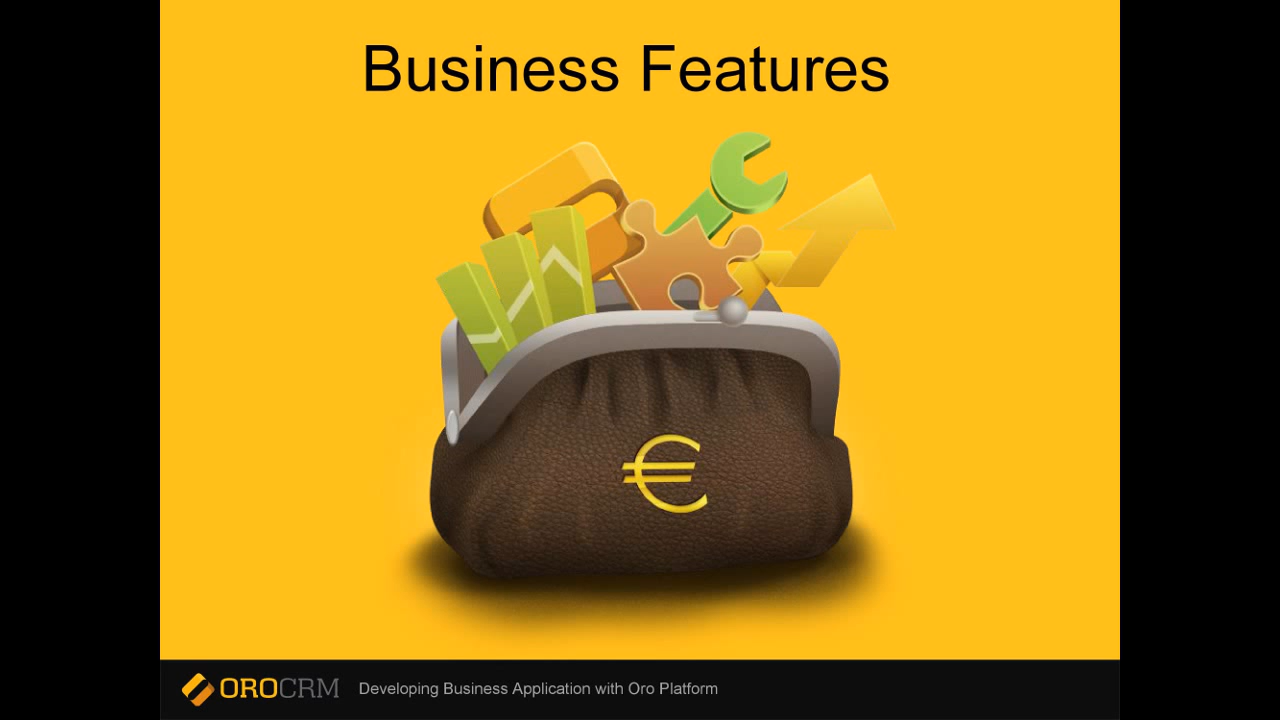 Business Features
€
OROCRM
Developing Business Application with Oro Platform